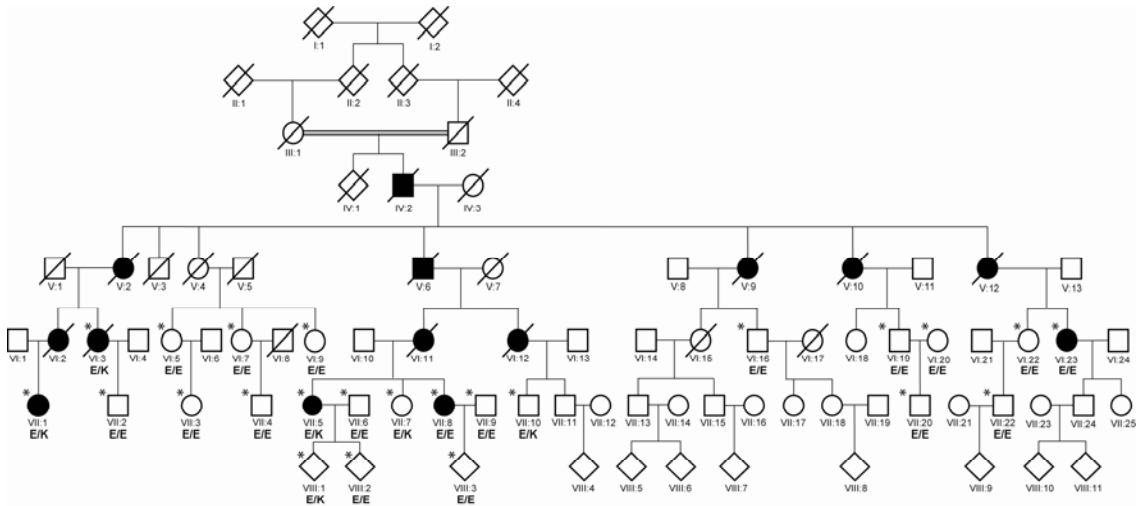 I:1 I:2
II:1 II:2 II:3 II:4
III:1 III:2
IV:1 IV:2 IV:3
V:1 V:2 V:3 V:4 V:5 V:6 V:7 V:8 V:9 V:10 V:11 V:12 V:13
* * * * * * * * *
VI:1 VI:2 VI:3 VI:4 VI:5 VI:6 VI:7 VI:8 VI:9 VI:10 VI:11 VI:12 VI:13 VI:14 VI:15 VI:16 VI:17 VI:18 VI:19 VI:20 VI:21 VI:22 VI:23 VI:24
E/K E/E E/E E/E E/E E/E E/E E/E E/E
* * * * * * * * * * * *
VII:1 VII:2 VII:3 VII:4 VII:5 VII:6 VII:7 VII:8 VII:9 VII:10 VII:11 VII:12 VII:13 VII:14 VII:15 VII:16 VII:17 VII:18 VII:19 VII:20 VII:21 VII:22 VII:23 VII:24 VII:25
E/K E/E E/E E/E E/K E/E E/K E/E E/E E/K E/E E/E
* * *
VIII:1 VIII:2 VIII:3 VIII:4 VIII:5 VIII:6 VIII:7 VIII:8 VIII:9 VIII:10 VIII:11
E/K E/E E/E